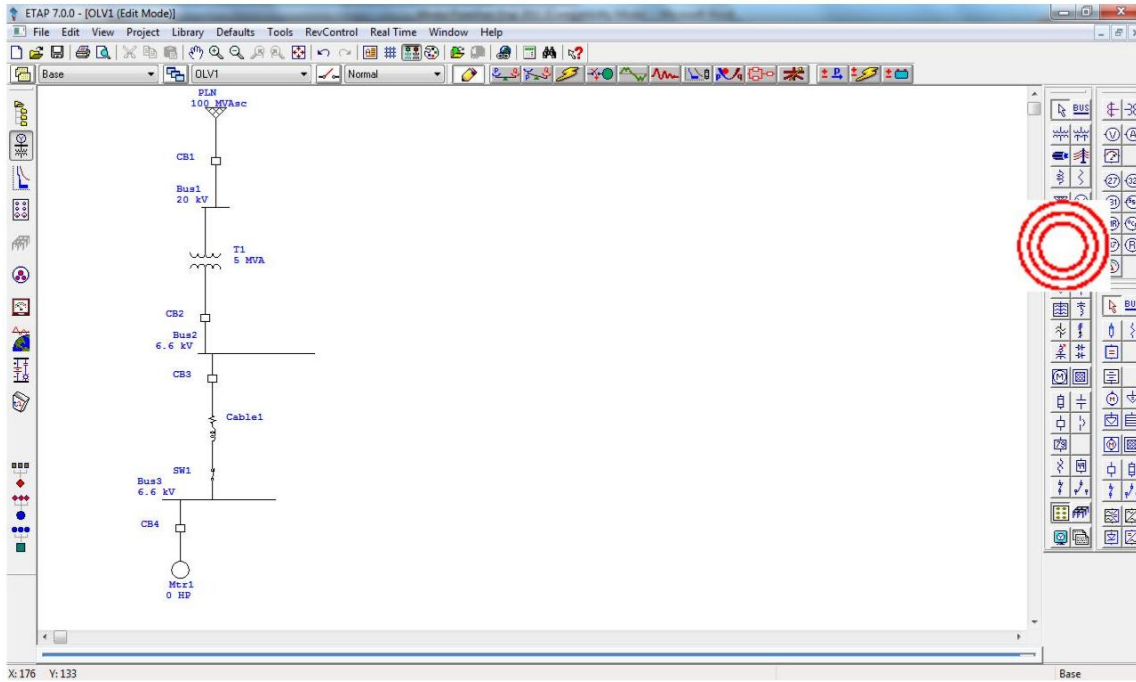 ETAP 7.0.0 - [OLV1 (Edit Mode)]
File Edit View Project Library Defaults Tools RevControl Real Time Window Help
Base OLV1 Normal
PLN
100 MVAsc
CB1
Bus1
20 kV
T1
5 MVA
CB2
Bus2
6.6 kV
CB3
Cable1
SW1
Bus3
6.6 kV
CB4
Mtr1
0 HP
BUS
X: 176 Y: 133 Base